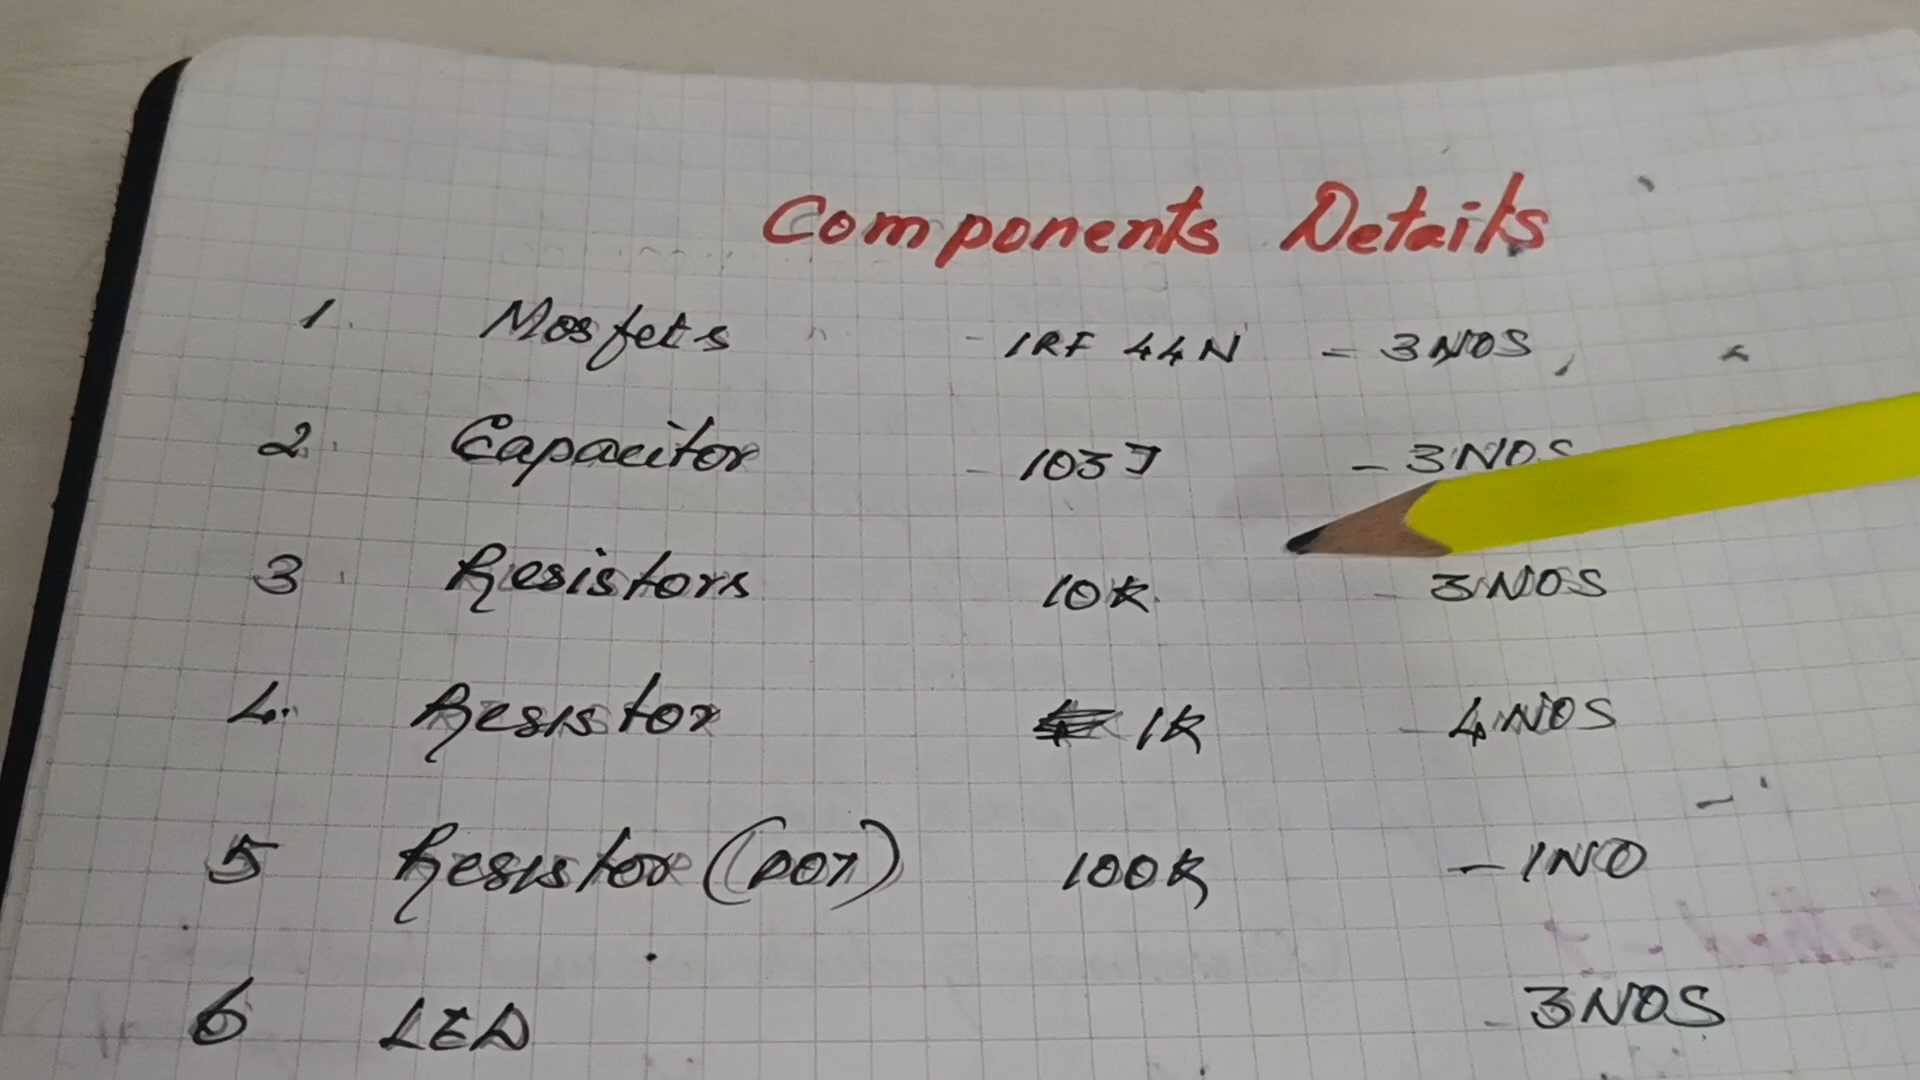 Components Details
1. Mosfets - IRF 44N - 3NOS,
2. Capacitor - 103J - 3NOS
3. Resistors 10K - 3NOS
4. Resistor 1K - 4NOS
5 Resistor (POT) 100K - 1NO
6 LED - 3NOS